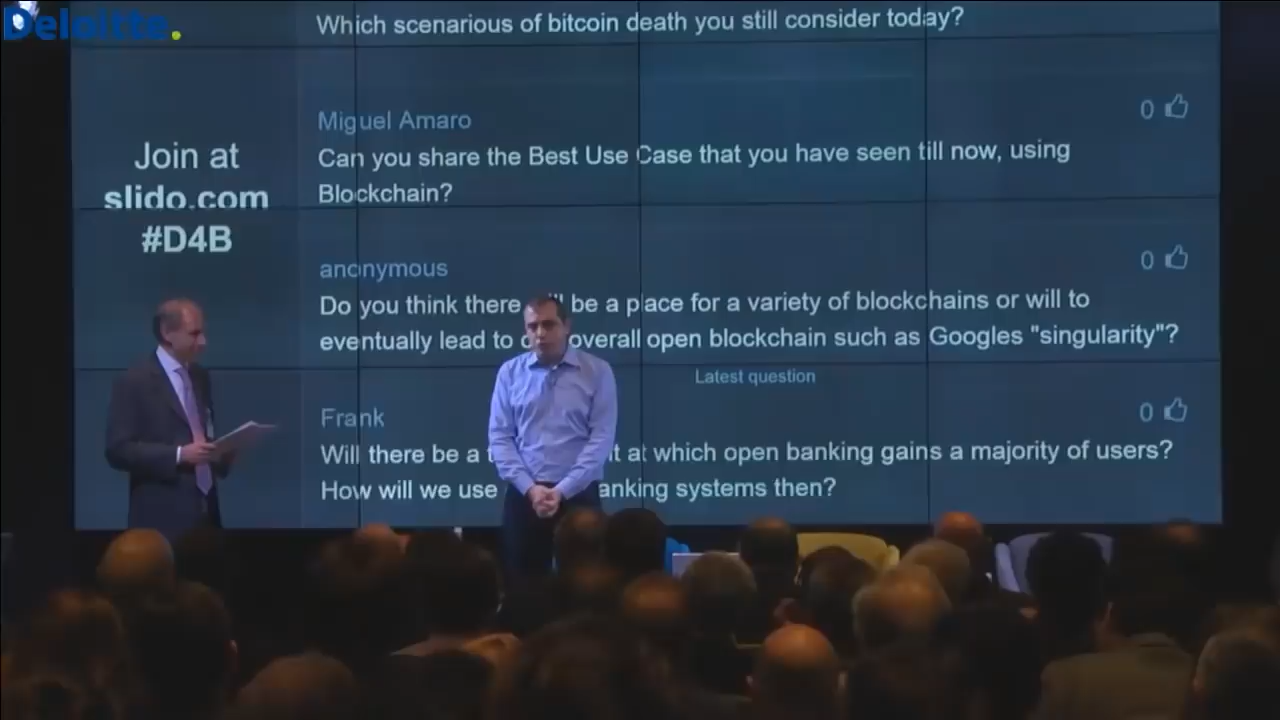 Deloitte.
Which scenarious of bitcoin death you still consider today?
Join at
slido.com
#D4B
Miguel Amaro
0
Can you share the Best Use Case that you have seen till now, using
Blockchain?
anonymous
0
Do you think there be a place for a variety of blockchains or will to
eventually lead to overall open blockchain such as Googles "singularity"?
Latest question
Frank
0
Will there be a at which open banking gains a majority of users?
How will we use systems then?